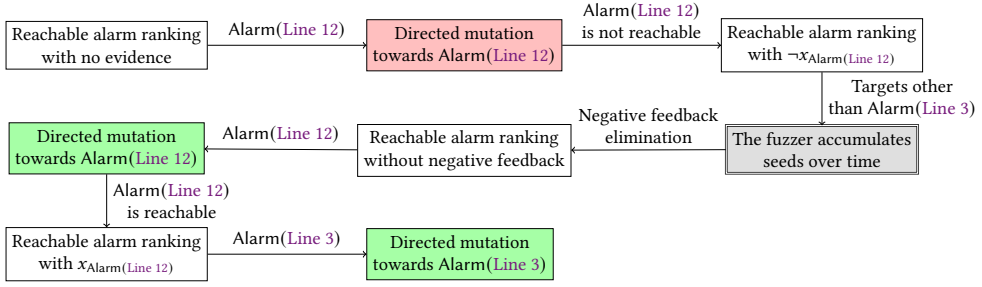 Reachable alarm ranking
with no evidence
Alarm(Line 12)
Directed mutation
towards Alarm(Line 12)
Alarm(Line 12)
is not reachable
Reachable alarm ranking
with ¬xAlarm(Line 12)
Targets other
than Alarm(Line 3)
The fuzzer accumulates
seeds over time
Negative feedback
elimination
Reachable alarm ranking
without negative feedback
Alarm(Line 12)
Directed mutation
towards Alarm(Line 12)
Alarm(Line 12)
is reachable
Reachable alarm ranking
with xAlarm(Line 12)
Alarm(Line 3)
Directed mutation
towards Alarm(Line 3)